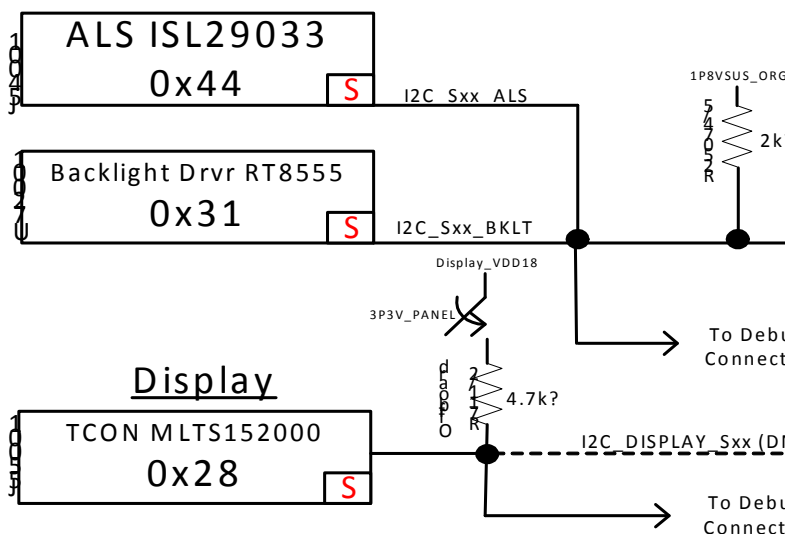 ALS ISL29033
0x44
S
I2C_Sxx_ALS
1P8VSUS_ORG
2k
Backlight Drvr RT8555
0x31
S
I2C_Sxx_BKLT
Display_VDD18
3P3V_PANEL
To Debu
Connect
Display
4.7k?
TCON MLTS152000
0x28
S
I2C_DISPLAY_Sxx (DN
To Debu
Connect